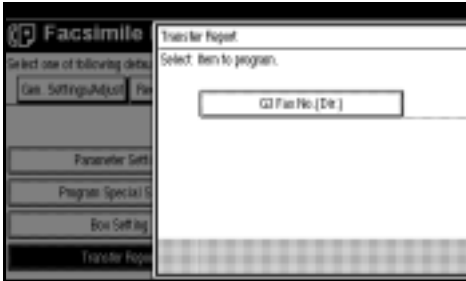 Facsimile
Select one of following defau
Gen. Settings/Adjust Re
Parameter Setti
Program Special S
Box Setting
Transfer Repo
Transfer Report
Select item to program.
G3 Fax No.(Dir.)